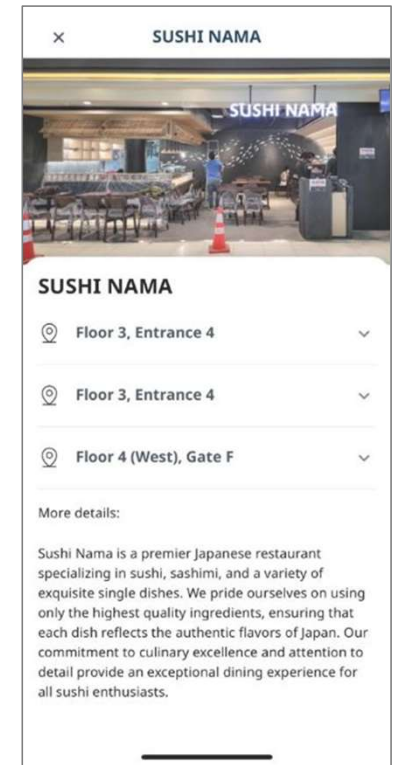 SUSHI NAMA
SUSHI NAMA
SUSHI NAMA
Floor 3, Entrance 4
Floor 3, Entrance 4
Floor 4 (West), Gate F
More details:
Sushi Nama is a premier Japanese restaurant
specializing in sushi, sashimi, and a variety of
exquisite single dishes. We pride ourselves on using
only the highest quality ingredients, ensuring that
each dish reflects the authentic flavors of Japan. Our
commitment to culinary excellence and attention to
detail provide an exceptional dining experience for
all sushi enthusiasts.